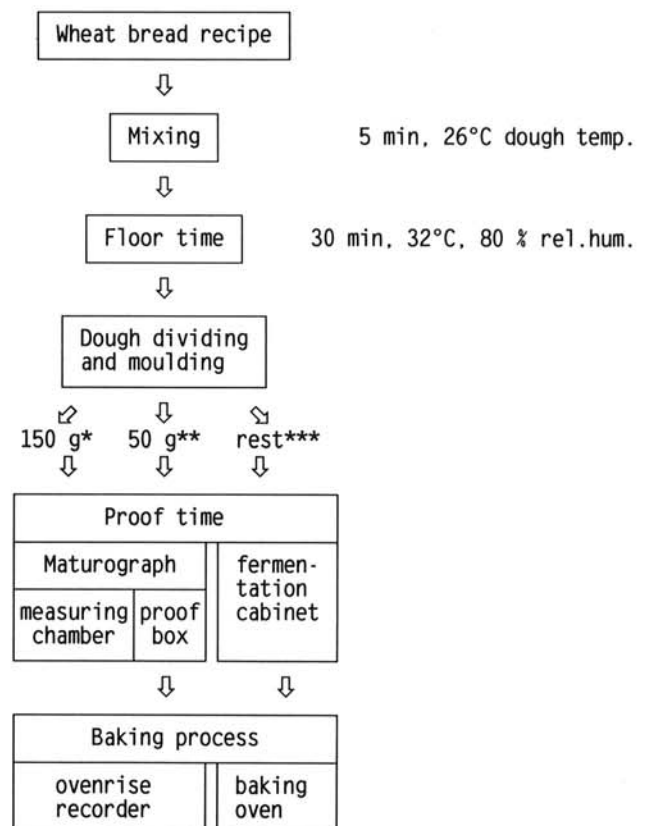 Wheat bread recipe
Mixing
5 min, 26°C dough temp.
Floor time
30 min, 32°C, 80 % rel.hum.
Dough dividing
and moulding
150 g* 50 g** rest***
Proof time
Maturograph
fermen-
tation
cabinet
measuring
chamber
proof
box
Baking process
ovenrise
recorder
baking
oven